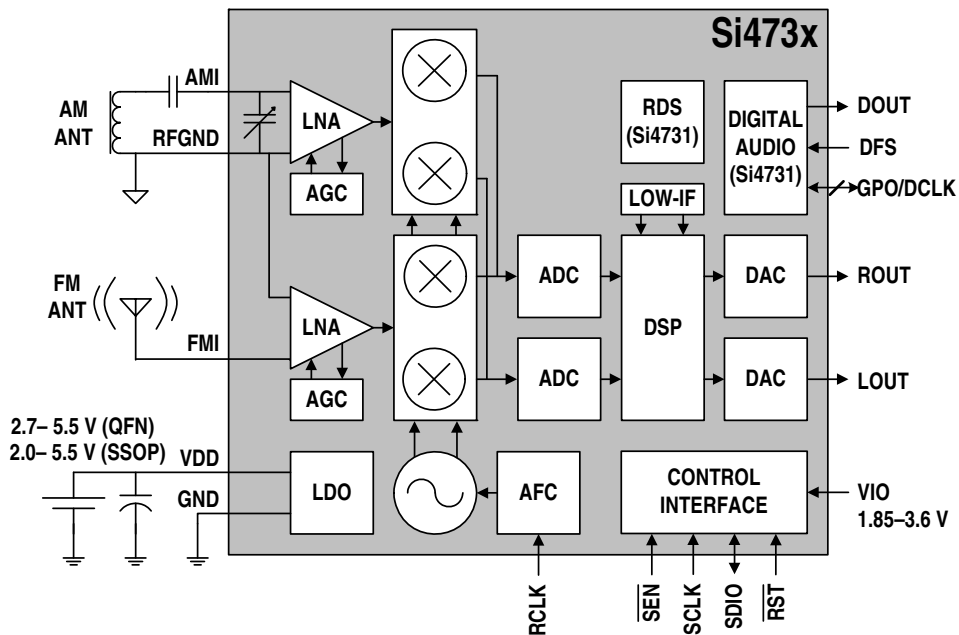 Si473x
AMI
AM
ANT
RFGND
LNA
AGC
RDS
(Si4731)
DIGITAL
AUDIO
(Si4731)
DOUT
DFS
GPO/DCLK
LOW-IF
FM
ANT
FMI
LNA
AGC
ADC
ADC
DSP
DAC
DAC
ROUT
LOUT
2.7– 5.5 V (QFN)
2.0– 5.5 V (SSOP)
VDD
GND
LDO
AFC
CONTROL
INTERFACE
VIO
1.85–3.6 V
RCLK
SEN
SCLK
SDIO
RST